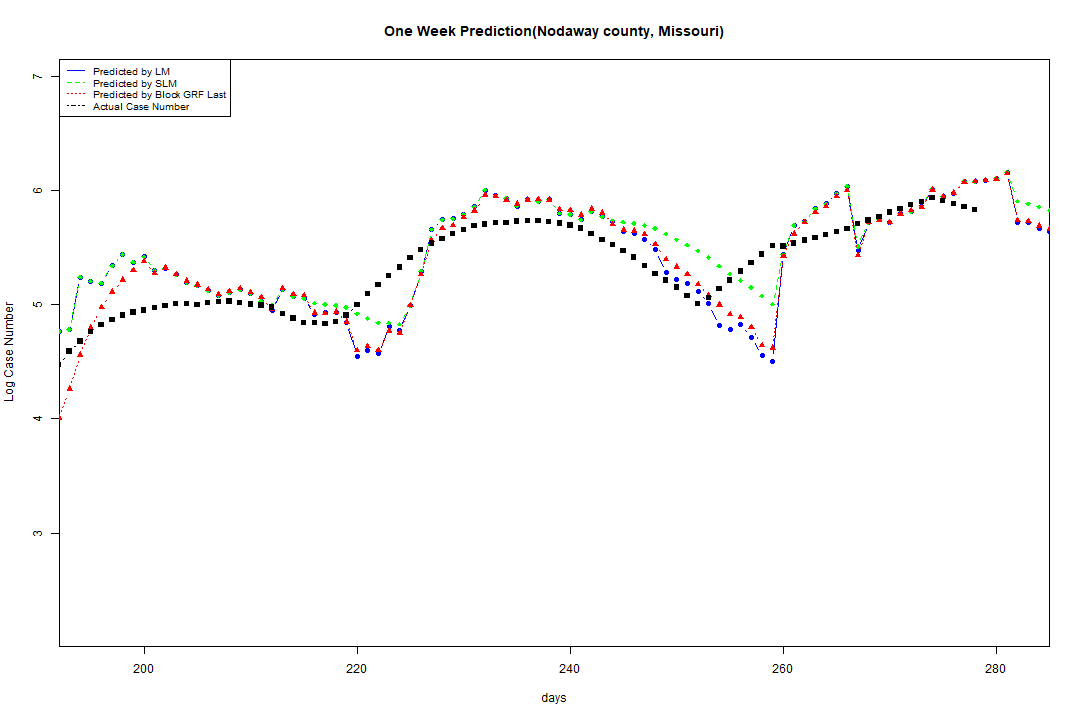 One Week Prediction(Nodaway county, Missouri)
Predicted by LM
Predicted by SLM
Predicted by Block GRF Last
Actual Case Number
7
6
5
4
3
Log Case Number
200 220 240 260 280
days